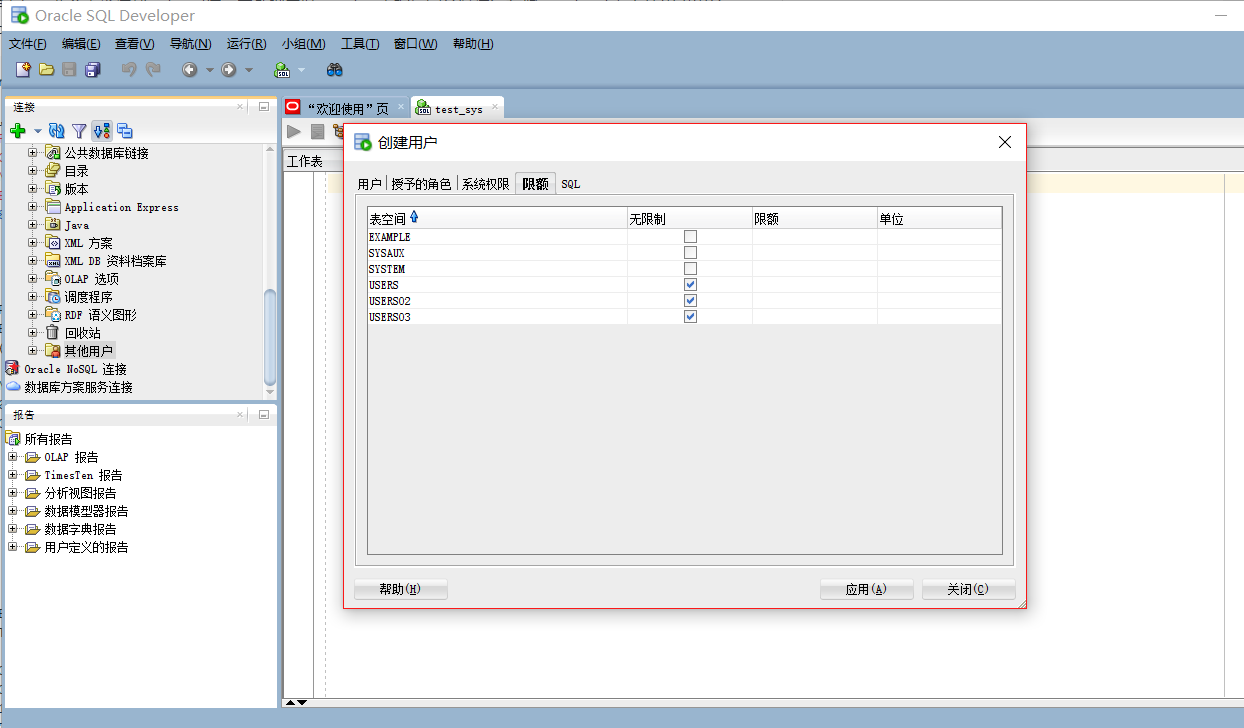 Oracle SQL Developer
文件(F) 编辑(E) 查看(V) 导航(N) 运行(R) 小组(M) 工具(T) 窗口(W) 帮助(H)
连接
公共数据库链接
目录
版本
Application Express
Java
XML 方案
XML DB 资料档案库
OLAP 选项
调度程序
RDF 语义图形
回收站
其他用户
Oracle NoSQL 连接
数据库方案服务连接
报告
所有报告
OLAP 报告
TimesTen 报告
分析视图报告
数据模型器报告
数据字典报告
用户定义的报告
“欢迎使用”页 test_sys
工作表
创建用户
用户 授予的角色 系统权限 限额 SQL
表空间 无限制 限额 单位
EXAMPLE
SYSAUX
SYSTEM
USERS
USERS02
USERS03
帮助(H) 应用(A) 关闭(C)